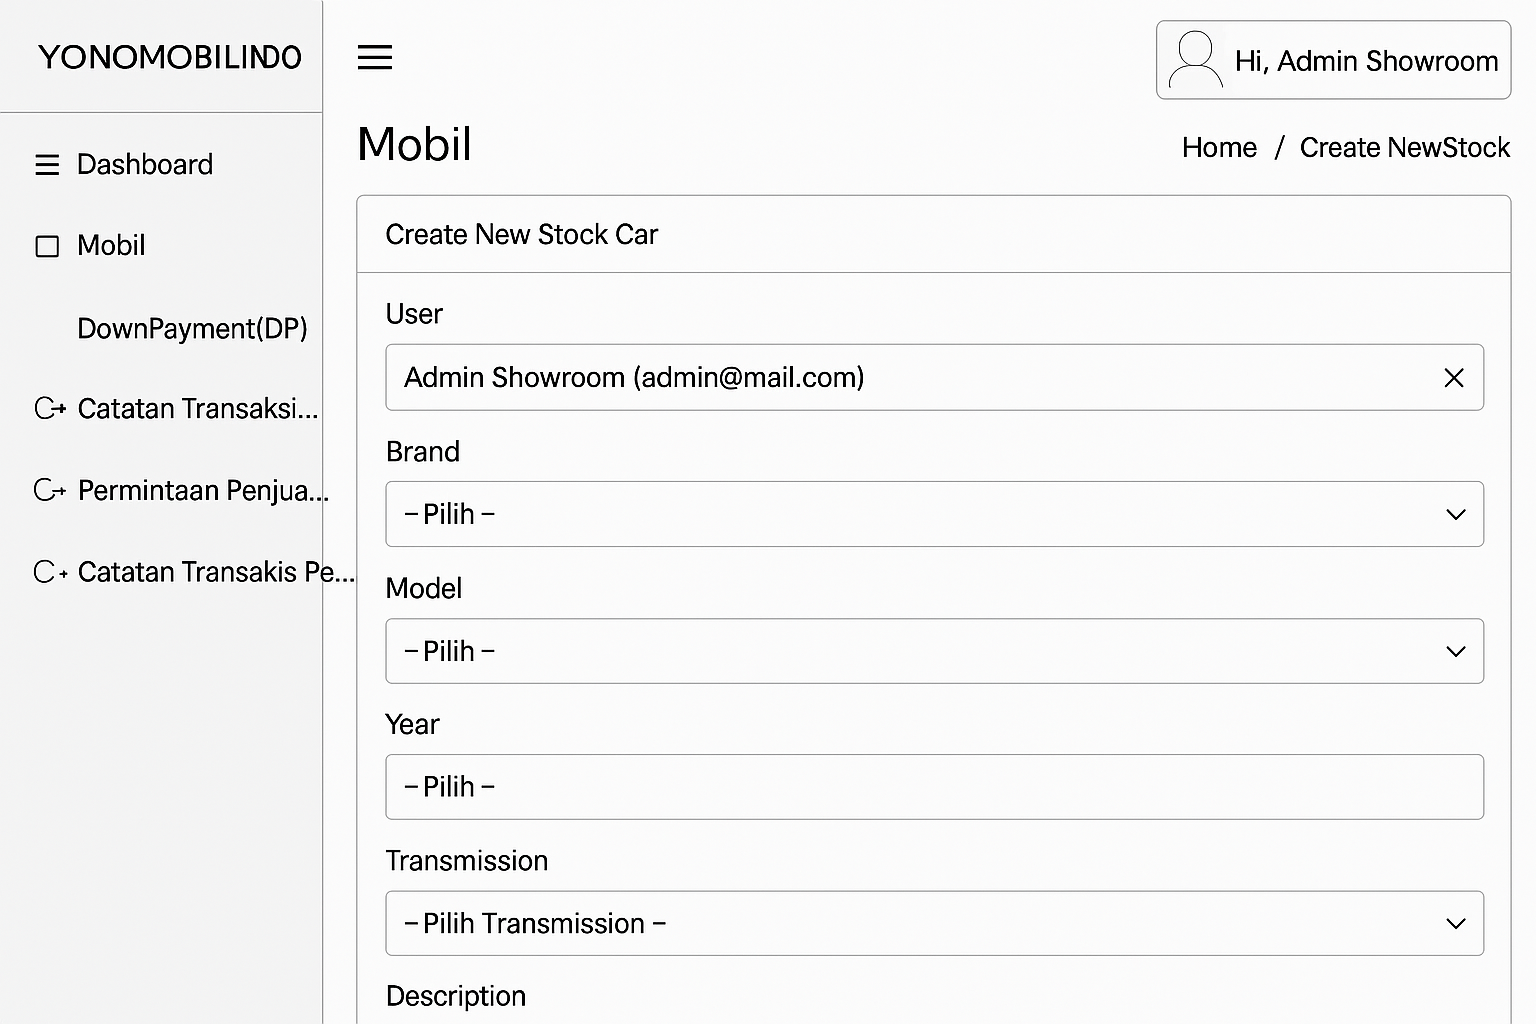 YONOMOBILINDO
Hi, Admin Showroom
Dashboard
Mobil
DownPayment(DP)
Catatan Transaksi...
Permintaan Penjua...
Catatan Transakis Pe...
Mobil
Home / Create NewStock
Create New Stock Car
User
Admin Showroom (admin@mail.com)
Brand
– Pilih –
Model
– Pilih –
Year
– Pilih –
Transmission
– Pilih Transmission –
Description